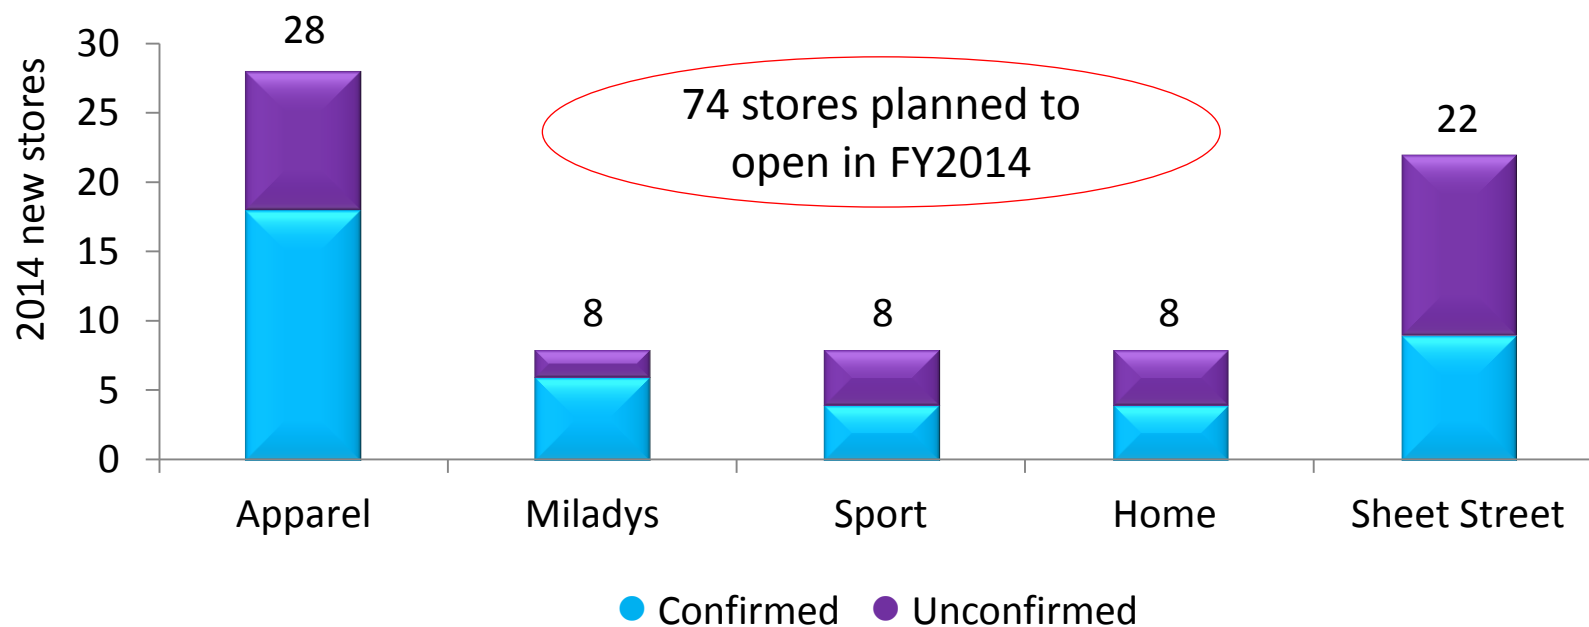 2014 new stores
30
25
20
15
10
5
0
28
8
8
8
22
74 stores planned to
open in FY2014
Apparel
Miladys
Sport
Home
Sheet Street
Confirmed
Unconfirmed